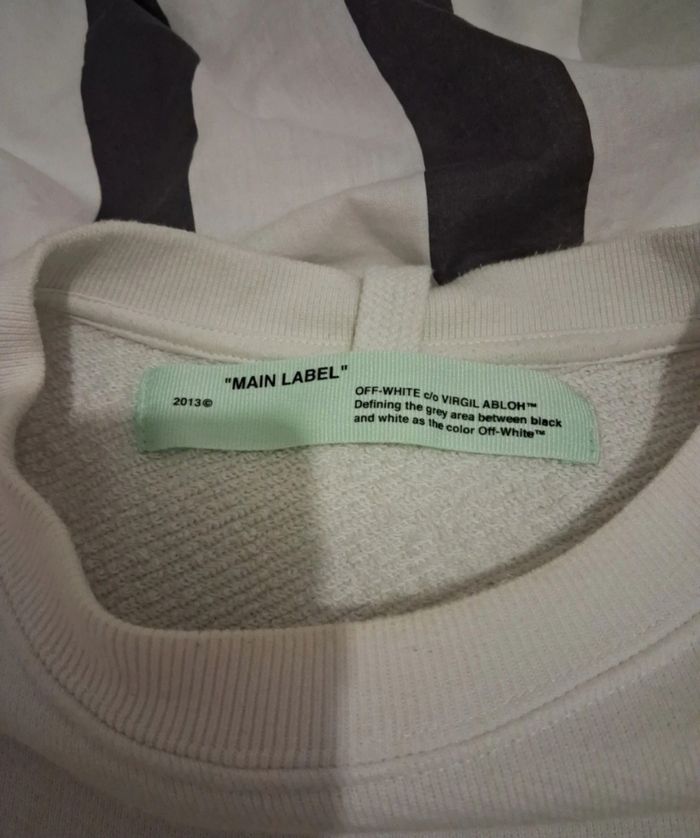 "MAIN LABEL"
2013©
OFF-WHITE c/o VIRGIL ABLOH™
Defining the grey area between black
and white as the color Off-White™